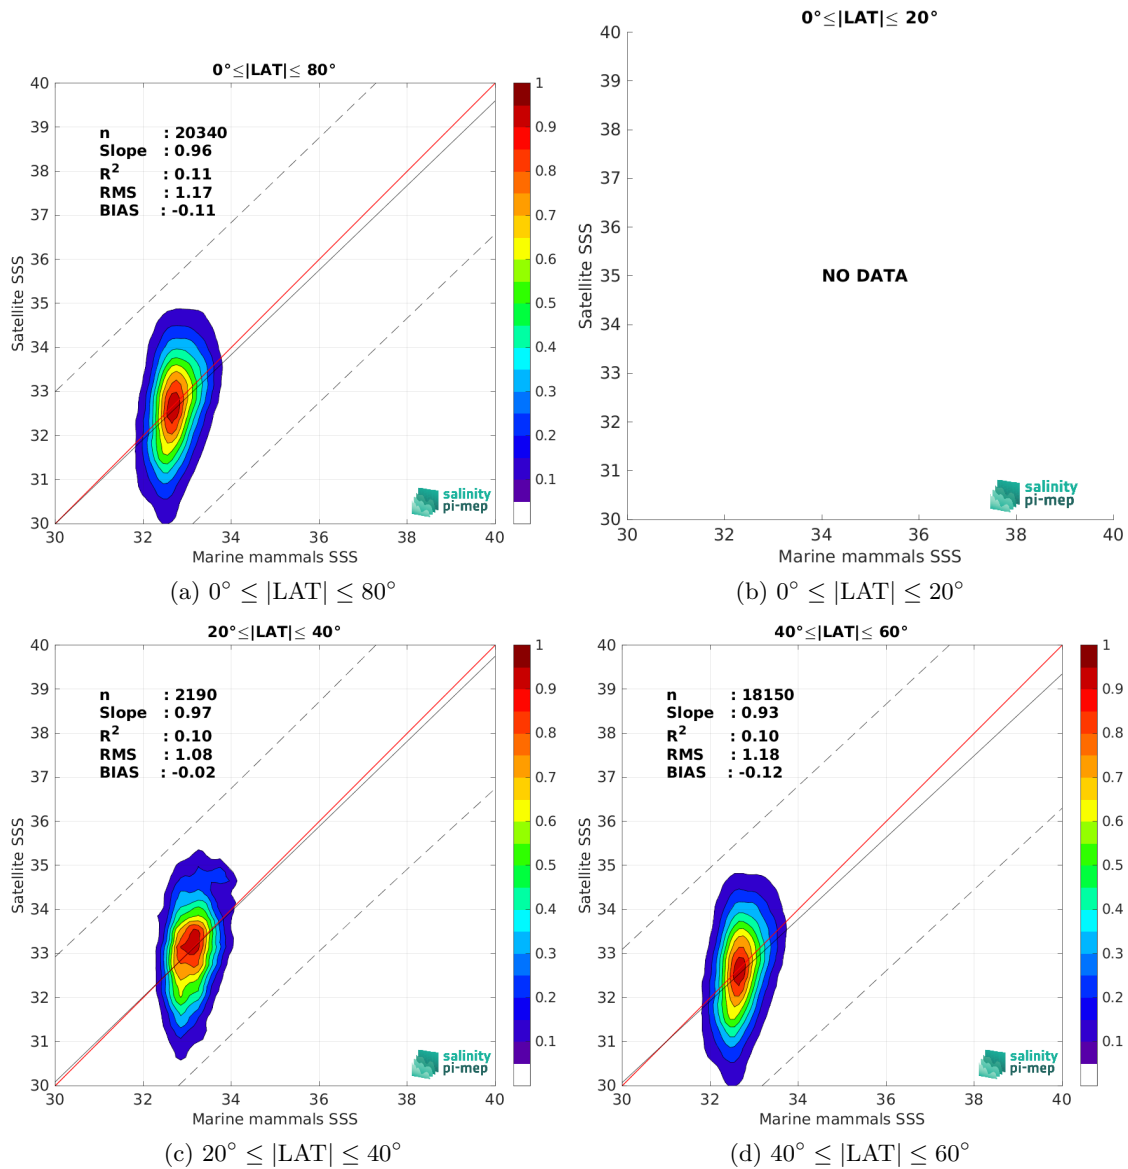 0°≤|LAT|≤ 80°
40
39
38
37
36
35
34
33
32
31
30
Satellite SSS
n : 20340
Slope : 0.96
R² : 0.11
RMS : 1.17
BIAS : -0.11
salinity
pi-mep
30 32 34 36 38 40
Marine mammals SSS
1
0.9
0.8
0.7
0.6
0.5
0.4
0.3
0.2
0.1
(a) 0° ≤ |LAT| ≤ 80°
0°≤|LAT|≤ 20°
40
39
38
37
36
35
34
33
32
31
30
Satellite SSS
NO DATA
salinity
pi-mep
30 32 34 36 38 40
Marine mammals SSS
(b) 0° ≤ |LAT| ≤ 20°
20°≤|LAT|≤ 40°
40
39
38
37
36
35
34
33
32
31
30
Satellite SSS
n : 2190
Slope : 0.97
R² : 0.10
RMS : 1.08
BIAS : -0.02
salinity
pi-mep
30 32 34 36 38 40
Marine mammals SSS
1
0.9
0.8
0.7
0.6
0.5
0.4
0.3
0.2
0.1
(c) 20° ≤ |LAT| ≤ 40°
40°≤|LAT|≤ 60°
40
39
38
37
36
35
34
33
32
31
30
Satellite SSS
n : 18150
Slope : 0.93
R² : 0.10
RMS : 1.18
BIAS : -0.12
salinity
pi-mep
30 32 34 36 38 40
Marine mammals SSS
1
0.9
0.8
0.7
0.6
0.5
0.4
0.3
0.2
0.1
(d) 40° ≤ |LAT| ≤ 60°